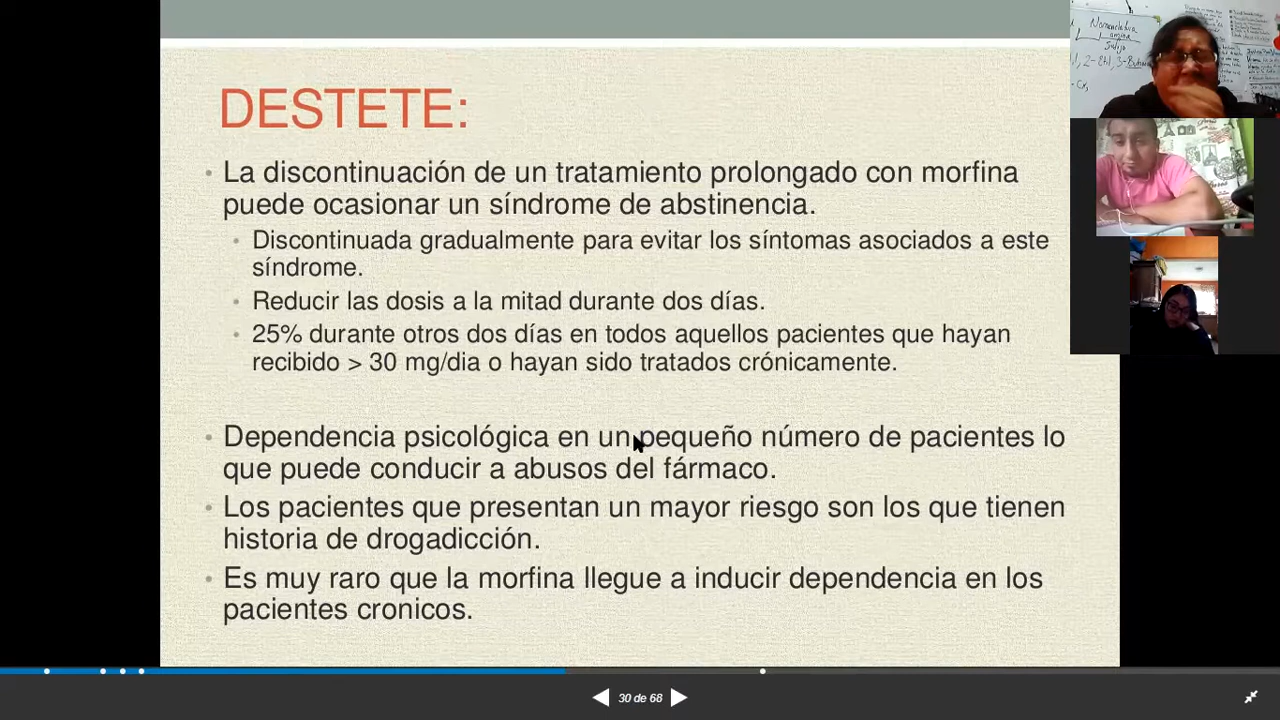 DESTETE:
La discontinuación de un tratamiento prolongado con morfina
puede ocasionar un síndrome de abstinencia.
Discontinuada gradualmente para evitar los síntomas asociados a este
síndrome.
Reducir las dosis a la mitad durante dos días.
25% durante otros dos días en todos aquellos pacientes que hayan
recibido > 30 mg/dia o hayan sido tratados crónicamente.
Dependencia psicológica en un pequeño número de pacientes lo
que puede conducir a abusos del fármaco.
Los pacientes que presentan un mayor riesgo son los que tienen
historia de drogadicción.
Es muy raro que la morfina llegue a inducir dependencia en los
pacientes cronicos.
30 de 68
Nomenclatura
Sufijo